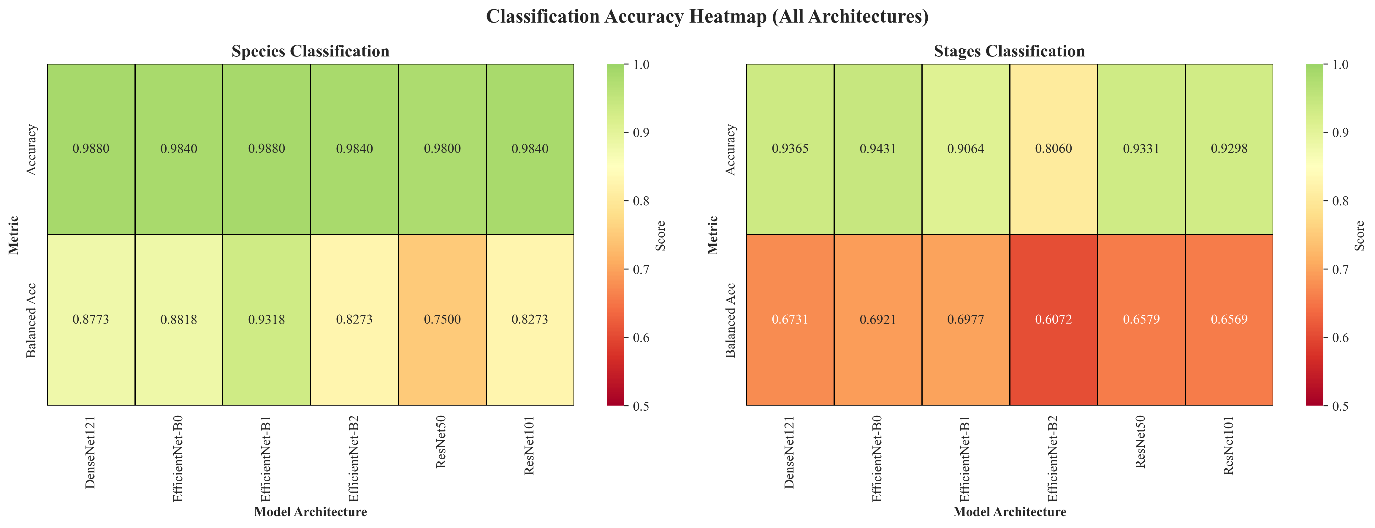 Classification Accuracy Heatmap (All Architectures)
Species Classification
1.0
0.9
0.8
0.7
0.6
0.5
Score
Metric
Accuracy
0.9880 0.9840 0.9880 0.9840 0.9800 0.9840
Balanced Acc
0.8773 0.8818 0.9318 0.8273 0.7500 0.8273
DenseNet121
EfficientNet-B0
EfficientNet-B1
EfficientNet-B2
ResNet50
ResNet101
Model Architecture
Stages Classification
1.0
0.9
0.8
0.7
0.6
0.5
Score
Metric
Accuracy
0.9365 0.9431 0.9064 0.8060 0.9331 0.9298
Balanced Acc
0.6731 0.6921 0.6977 0.6072 0.6579 0.6569
DenseNet121
EfficientNet-B0
EfficientNet-B1
EfficientNet-B2
ResNet50
ResNet101
Model Architecture